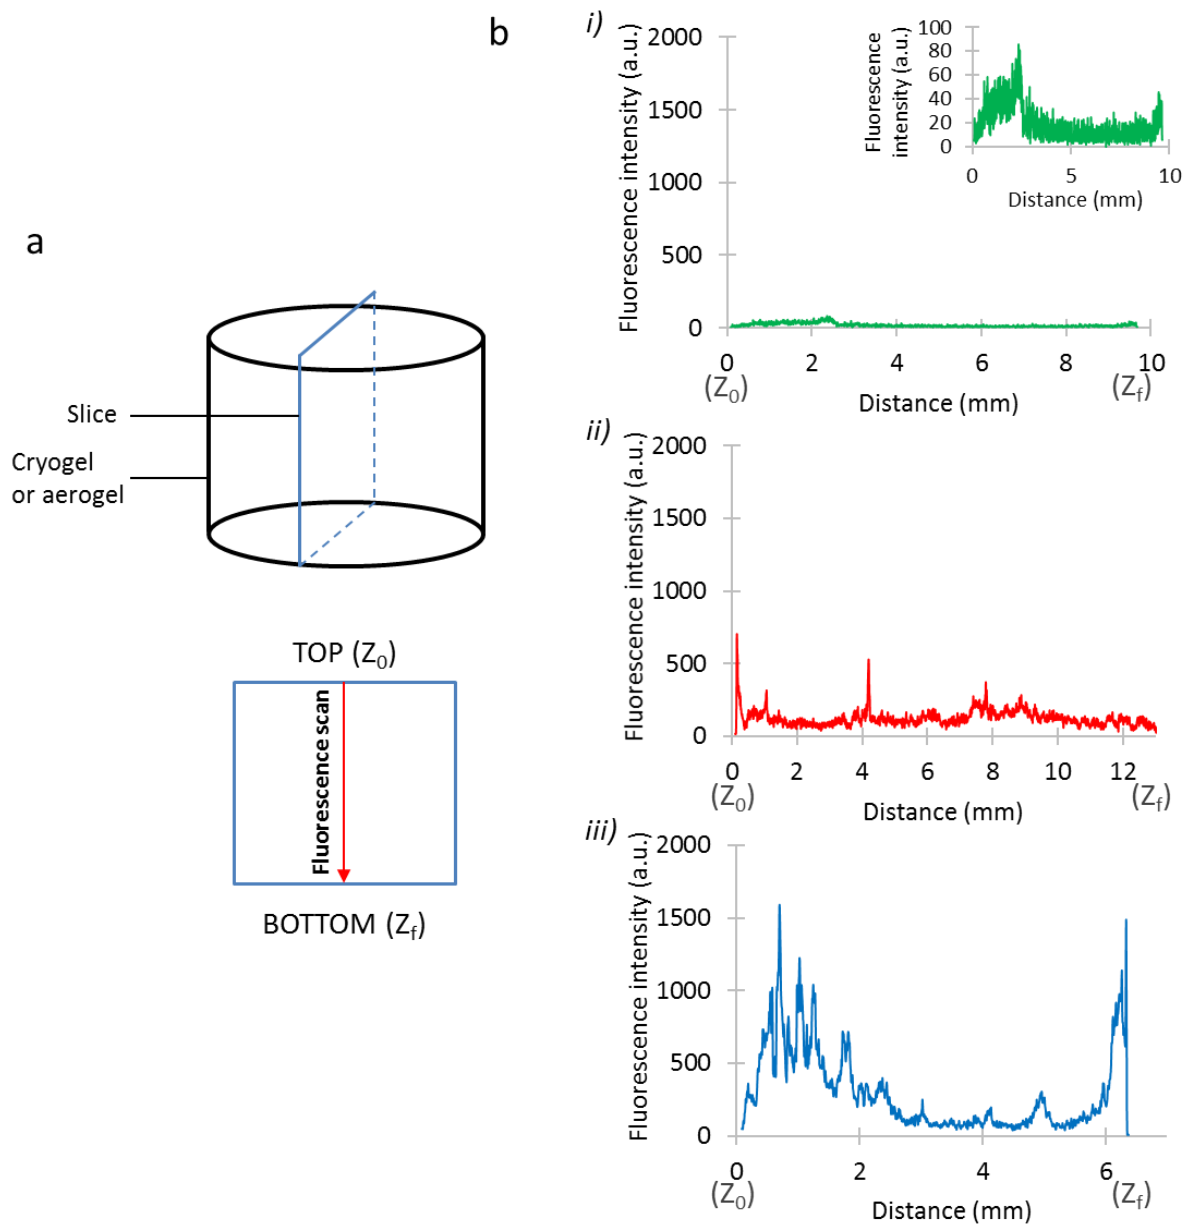 a
Slice
Cryogel
or aerogel
TOP (Z0)
Fluorescence scan
BOTTOM (Zf)
b
i)
Fluorescence intensity (a.u.)
2000
1500
1000
500
0
0
2
4
6
8
10
(Z0)
(Zf)
Distance (mm)
Fluorescence
intensity (a.u.)
100
80
60
40
20
0
0
5
10
Distance (mm)
ii)
Fluorescence intensity (a.u.)
2000
1500
1000
500
0
0
2
4
6
8
10
12
(Z0)
(Zf)
Distance (mm)
iii)
Fluorescence intensity (a.u.)
2000
1500
1000
500
0
0
2
4
6
(Z0)
(Zf)
Distance (mm)